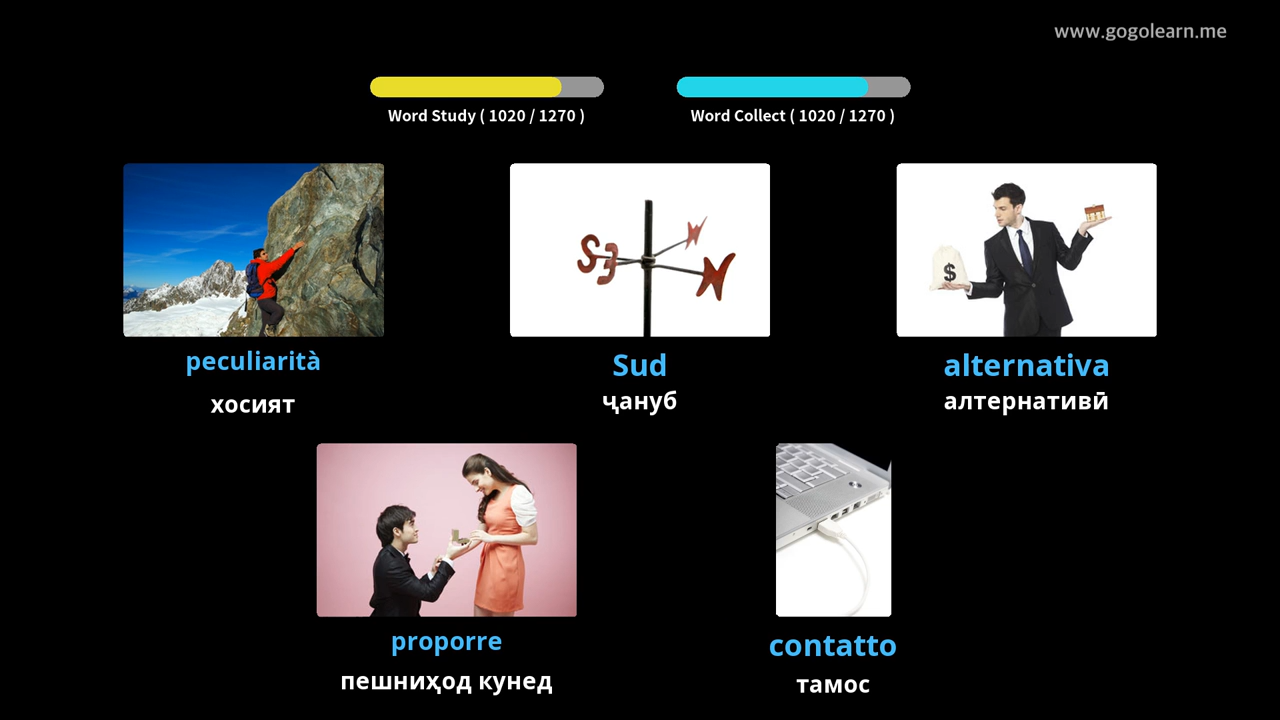 www.gogolearn.me
Word Study ( 1020 / 1270 )
Word Collect ( 1020 / 1270 )
peculiarità
хосият
Sud
ҷануб
alternativa
алтернативӣ
$
proporre
пешниҳод кунед
contatto
тамос